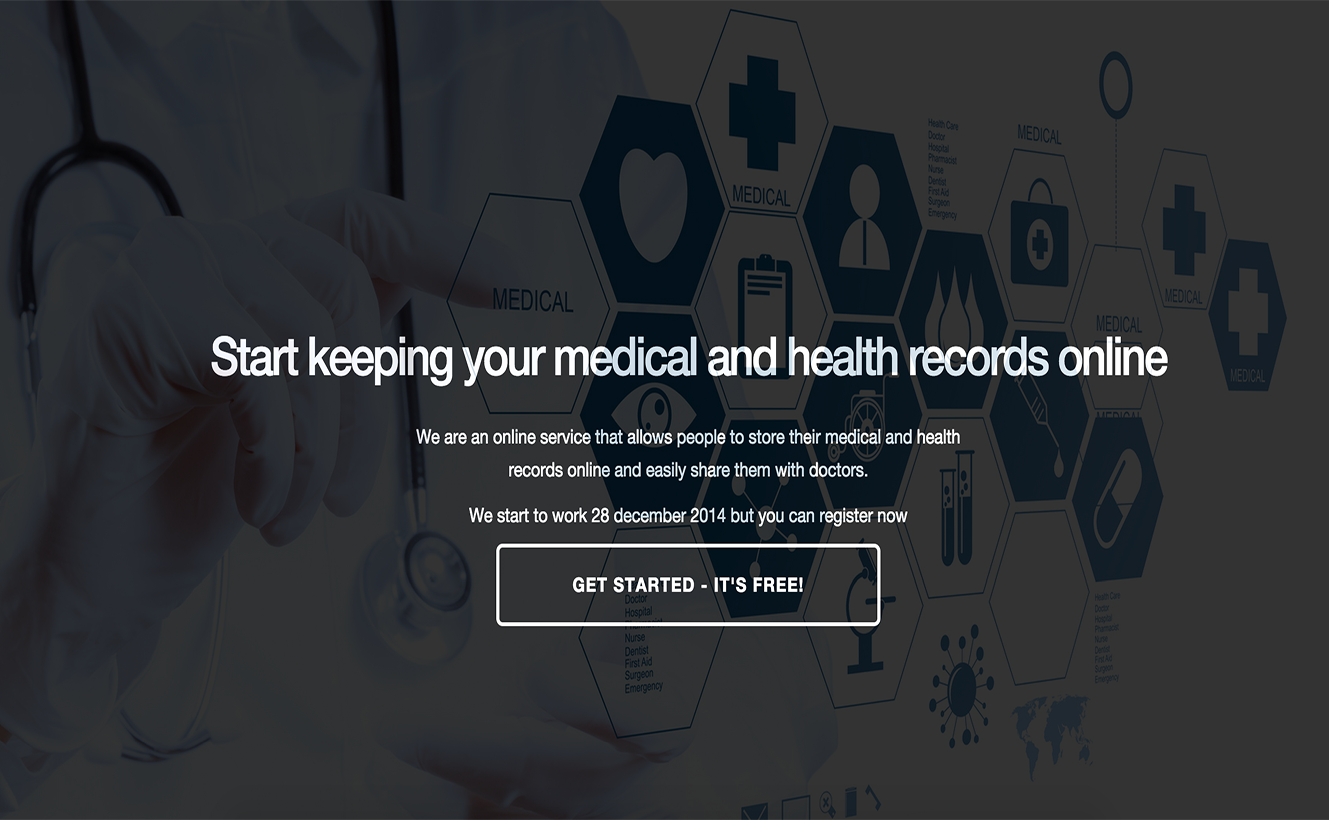 MEDICAL
Health Care
Doctor
Hospital
Pharmacist
Nurse
Dentist
First Aid
Surgeon
Emergency
MEDICAL
MEDICAL
MEDICAL
MEDICAL
MEDICAL
Start keeping your medical and health records online
MEDICAL
We are an online service that allows people to store their medical and health
records online and easily share them with doctors.
We start to work 28 december 2014 but you can register now
GET STARTED - IT'S FREE!
Doctor
Hospital
Pharmacist
Nurse
Dentist
First Aid
Surgeon
Emergency
Health Care
Doctor
Hospital
Pharmacist
Nurse
Dentist
First Aid
Surgeon
Emergency